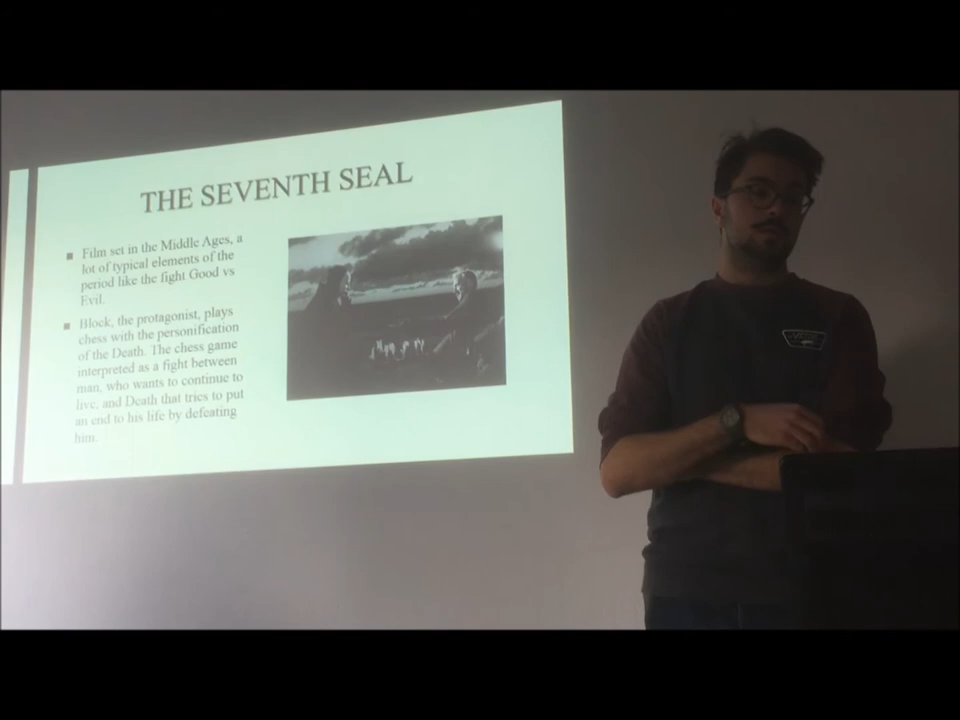 THE SEVENTH SEAL
Film set in the Middle Ages, a
lot of typical elements of the
period like the fight Good vs
Evil.
Block, the protagonist, plays
chess with the personification
of the Death. The chess game
interpreted as a fight between
man, who wants to continue to
live, and Death that tries to put
an end to his life by defeating
him.